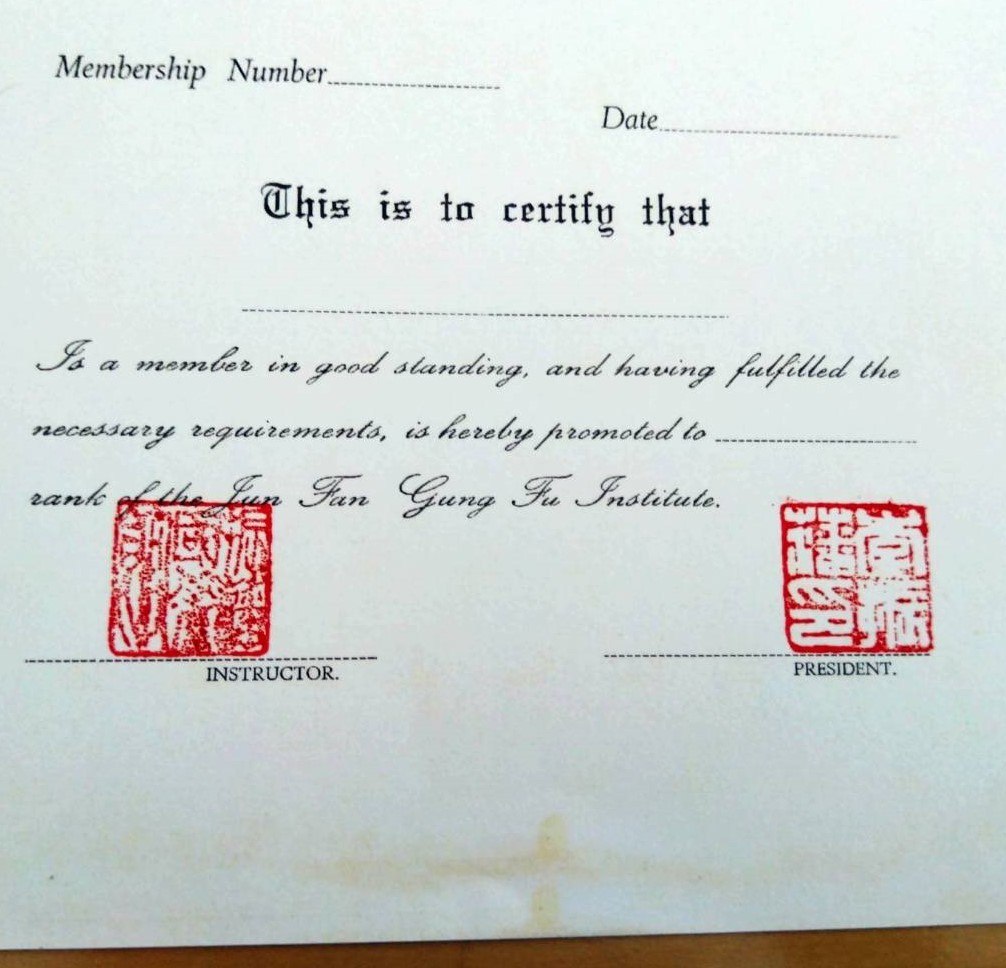 Membership Number
Date
This is to certify that
Is a member in good standing, and having fulfilled the
necessary requirements, is hereby promoted to
rank of the Jun Fan Gung Fu Institute.
INSTRUCTOR.
PRESIDENT.